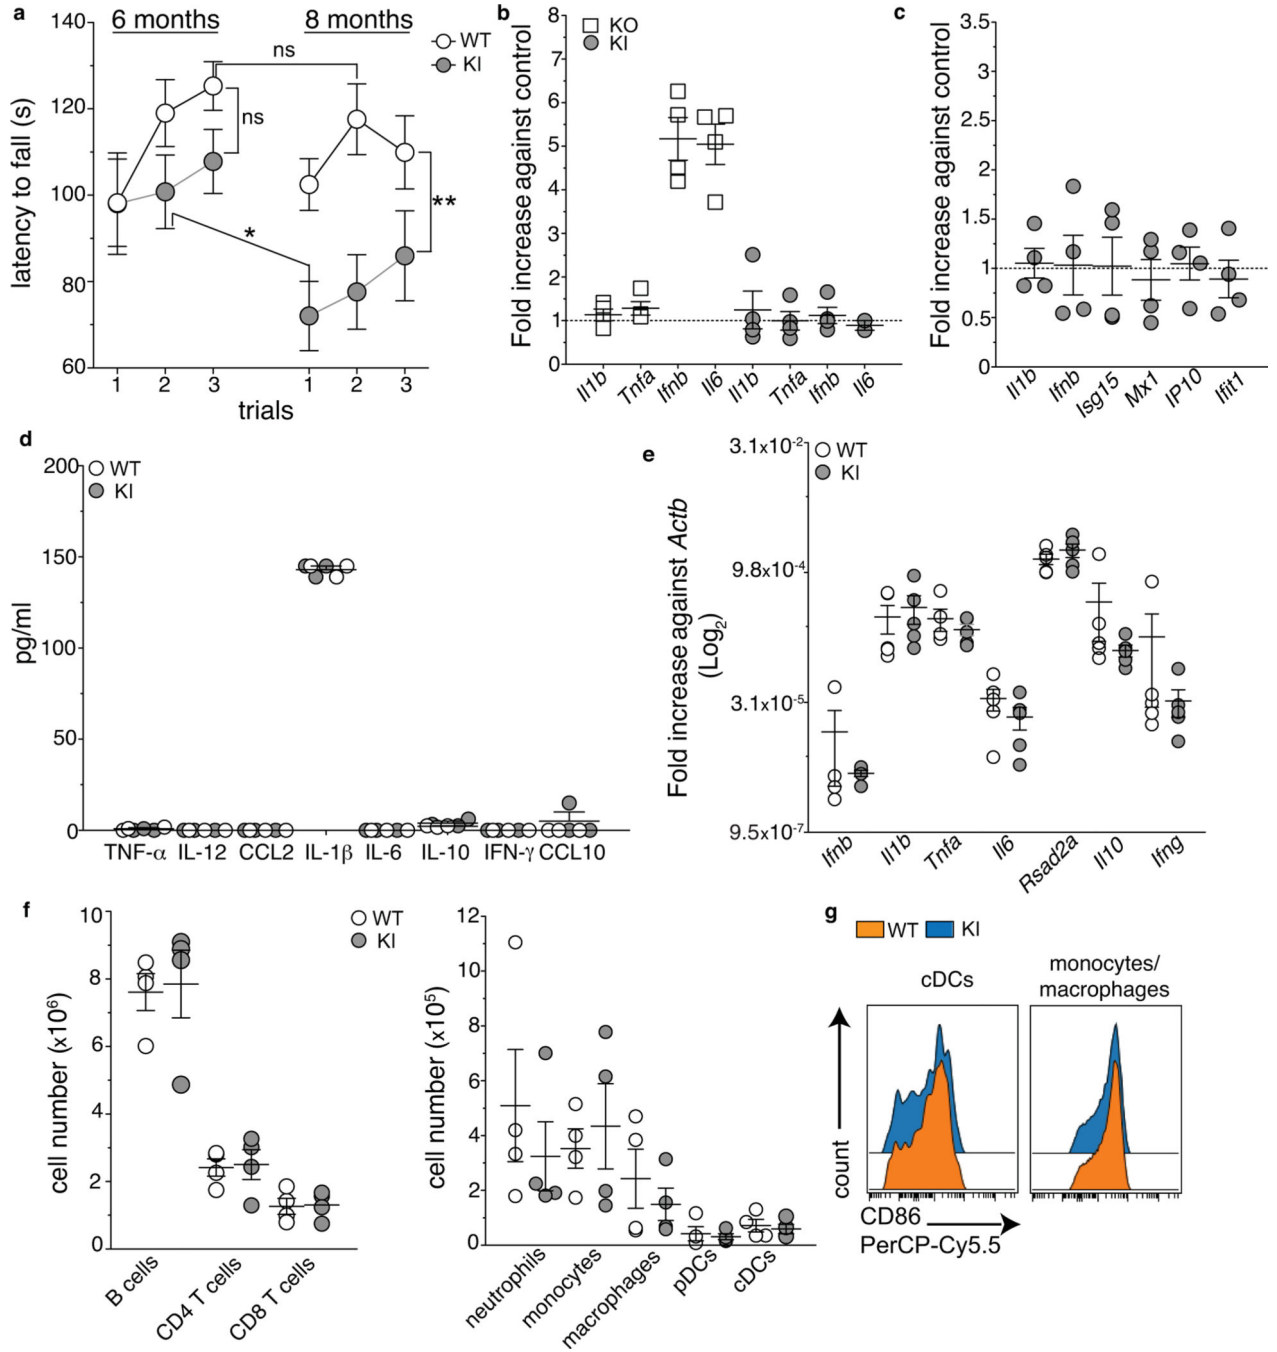 a
6 months 8 months
ns
WT
KI
ns
**
*
latency to fall (s)
140
120
100
80
60
1 2 3 1 2 3
trials
b
KO
KI
Fold increase against control
8
7
6
5
4
3
2
1
0
Il1b Tnfa Ifnb Il6 Il1b Tnfa Ifnb Il6
c
Fold increase against control
3.5
3
2.5
2
1.5
1
0.5
0
Il1b Ifnb Isg15 Mx1 IP10 Ifit1
d
WT
KI
pg/ml
200
150
100
50
0
TNF-α IL-12 CCL2 IL-1β IL-6 IL-10 IFN-γ CCL10
e
WT
KI
Fold increase against Actb
(Log₂)
3.1x10⁻²
9.8x10⁻⁴
3.1x10⁻⁵
9.5x10⁻⁷
Ifnb Il1b Tnfa Il6 Rsad2a Il10 Ifng
f
WT
KI
cell number (x10⁶)
10
8
6
4
2
0
B cells CD4 T cells CD8 T cells
cell number (x10⁵)
12
10
8
6
4
2
0
neutrophils monocytes macrophages pDCs cDCs
g
WT KI
cDCs
monocytes/
macrophages
count
CD86
PerCP-Cy5.5